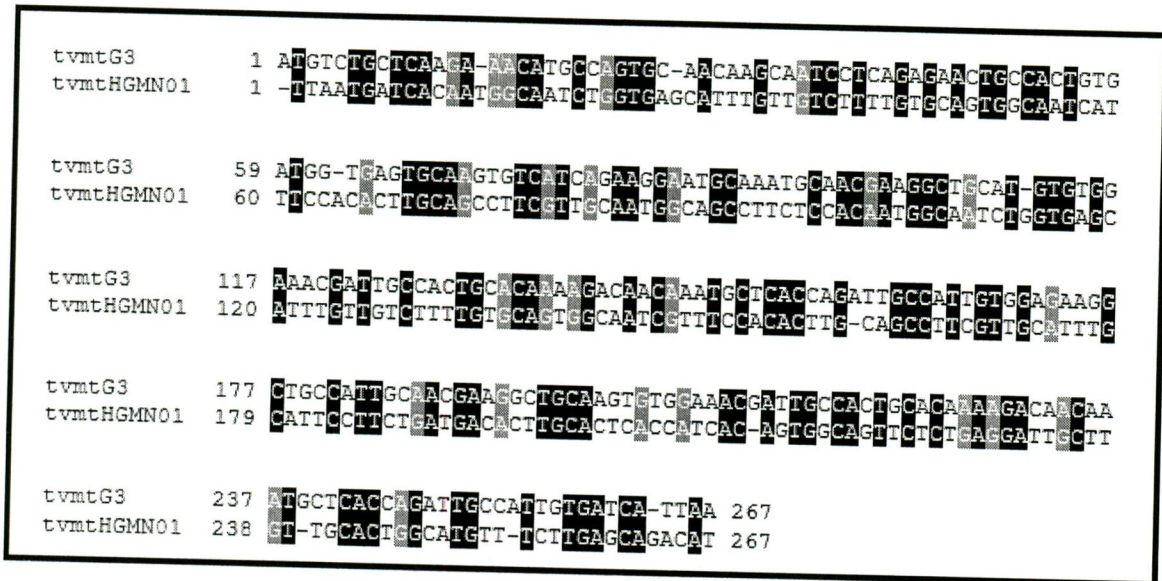 tvmtG3 1 ATGTCTGCTCAAGA-AACATGCCAGTGC-AACAAGCAATCCTCAGAGAACTGCCACTGTG
tvmtHGMN01 1 -TTAATGATCACAATGGCAATCTGGTGAGCATTTGTTGTCTTTTGTGCAGTGGCAATCAT
tvmtG3 59 ATGG-TGAGTGCAAGTGTCATCAGAAGGAATGCAAATGCAACGAAGGCTGCAT-GTGTGG
tvmtHGMN01 60 TTCCACACTTGCAGCCTTCGTTGCAATGGCAGCCTTCTCCACAATGGCAATCTGGTGAGC
tvmtG3 117 AAACGATTGCCACTGCACAAAAGACAACAAATGCTCACCAGATTGCCATTGTGGAGAAGG
tvmtHGMN01 120 ATTTGTTGTCTTTTGTGCAGTGGCAATCGTTTCCACACTTG-CAGCCTTCGTTGCATTTG
tvmtG3 177 CTGCCATTGCAACGAAGGCTGCAAGTGTGGAAACGATTGCCACTGCACAAAAGACAACAA
tvmtHGMN01 179 CATTCCTTCTGATGACACTTGCACTCACCATCAC-AGTGGCAGTTCTCTGAGGATTGCTT
tvmtG3 237 ATGCTCACCAGATTGCCATTGTGATCA-TTAA 267
tvmtHGMN01 238 GT-TGCACTGGCATGTT-TCTTGAGCAGACAT 267